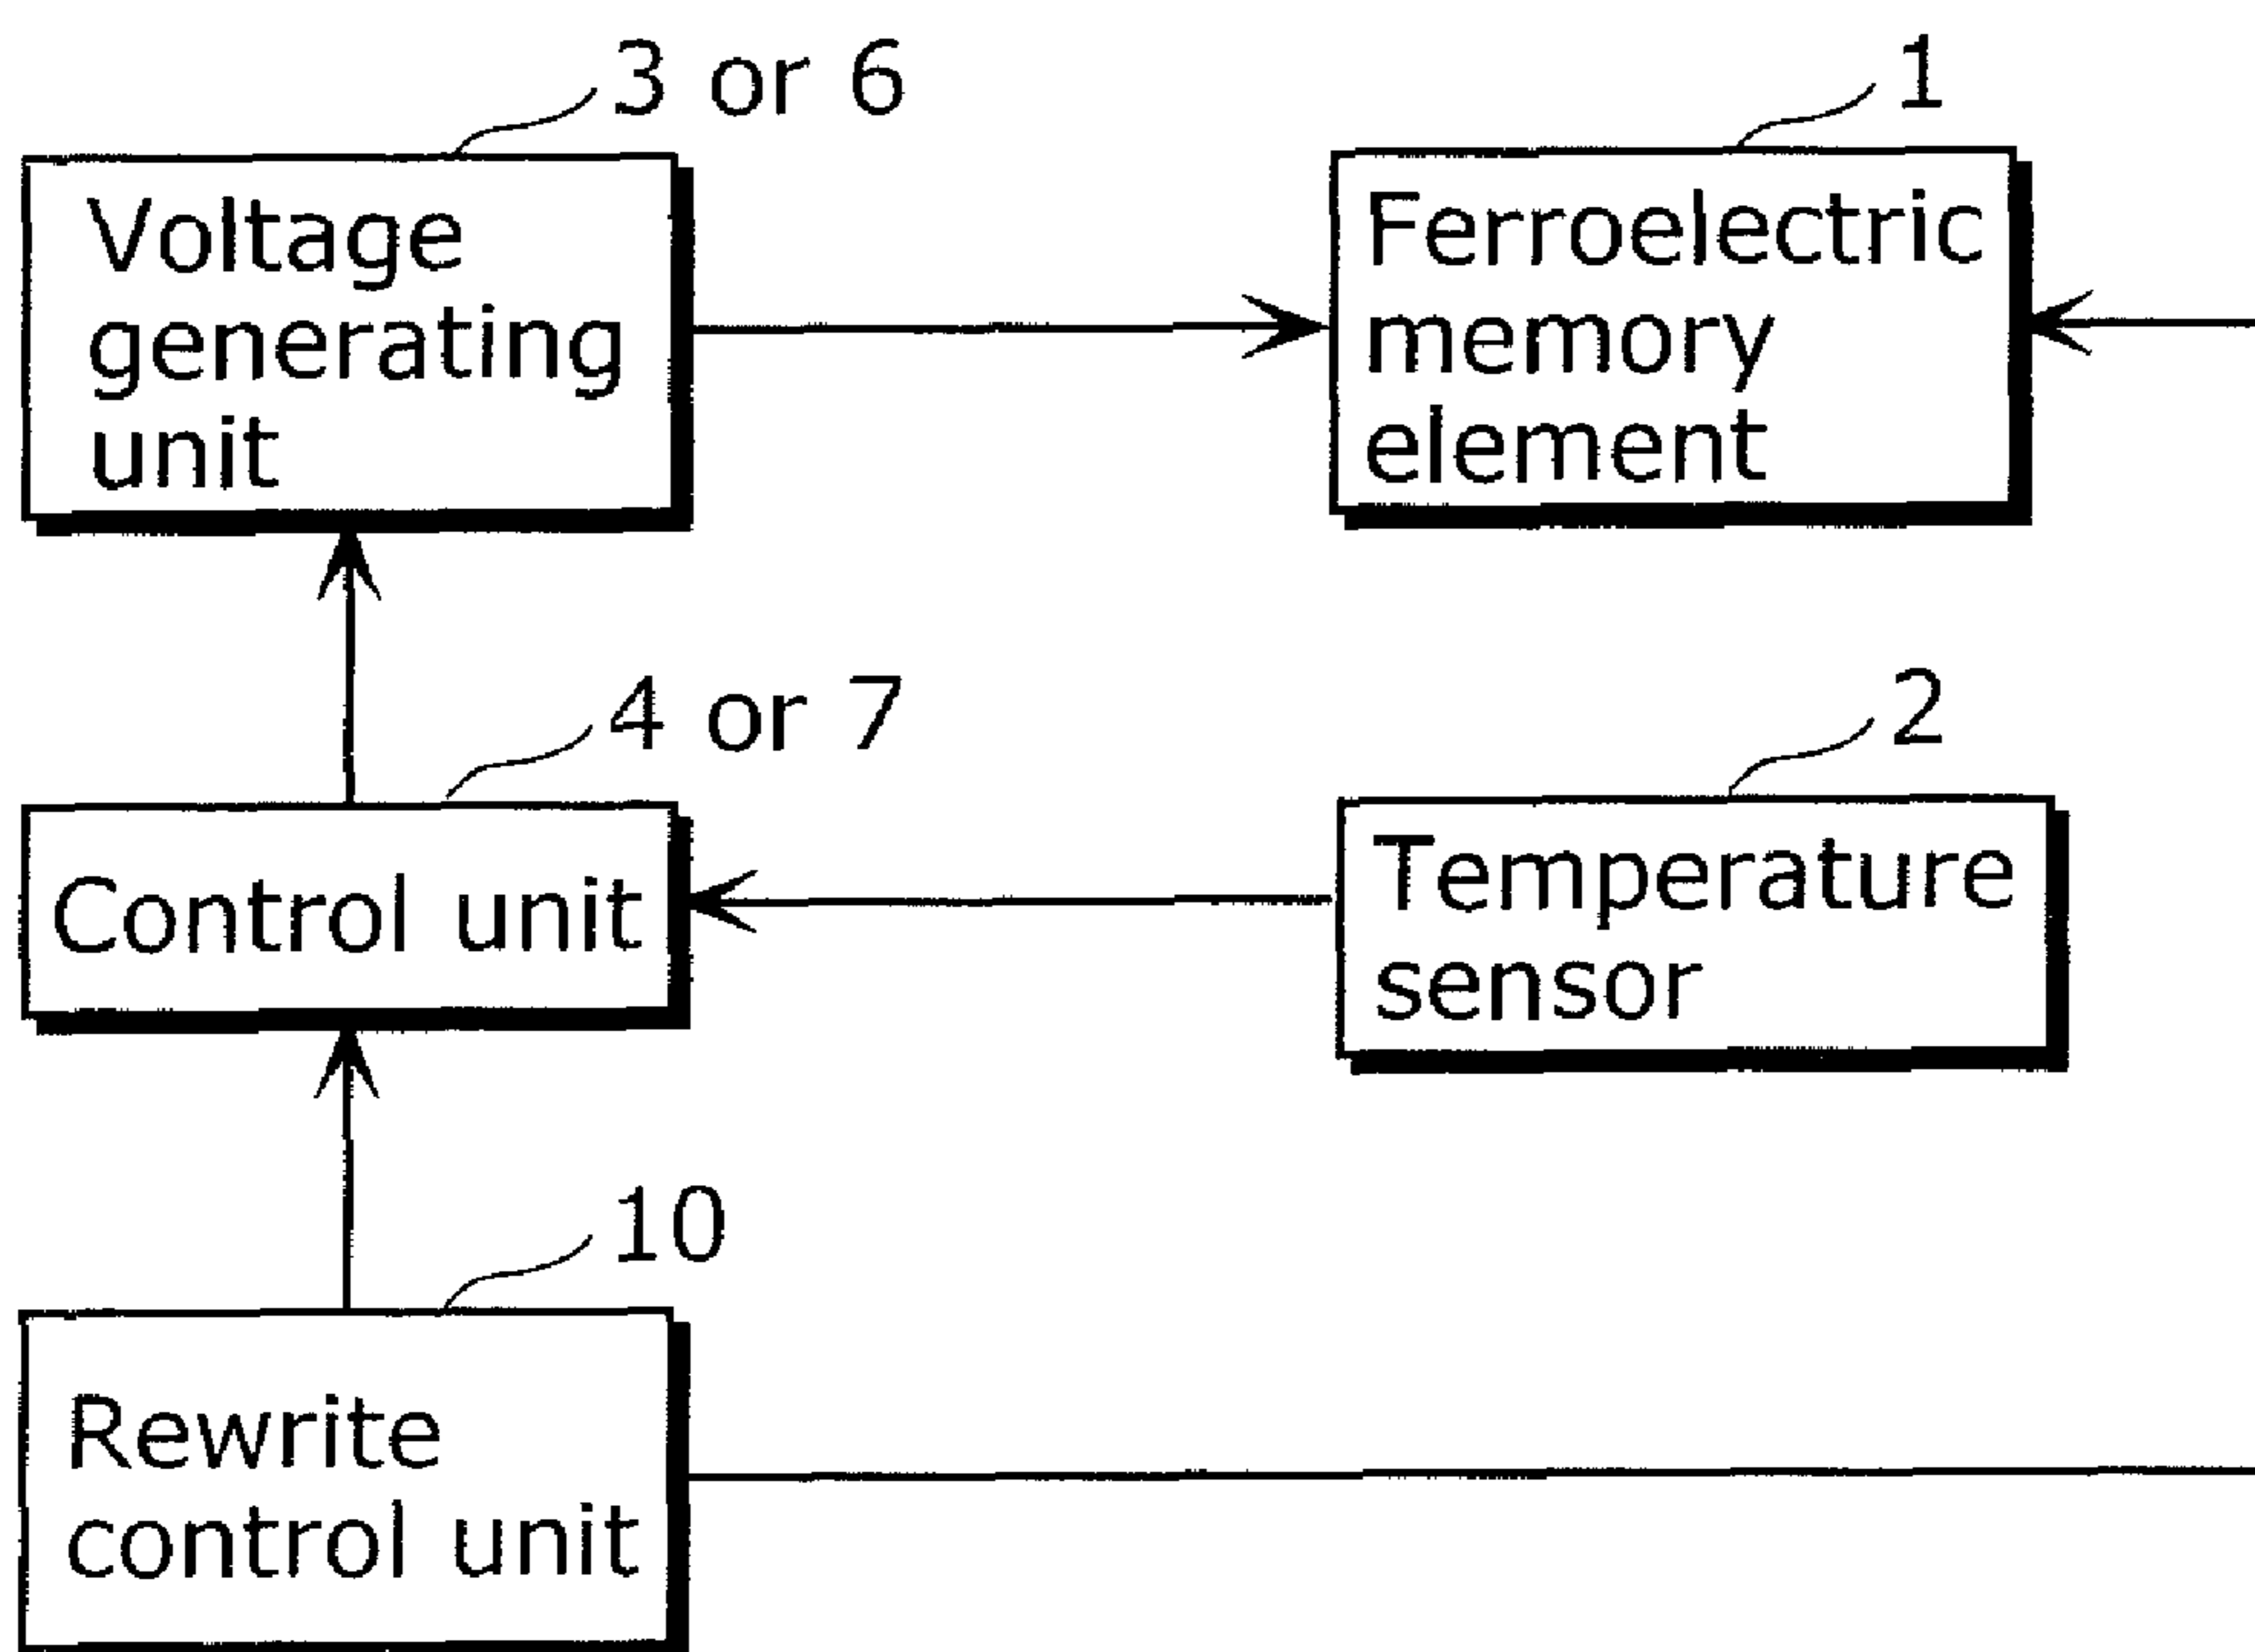 3 or 6
1
Voltage
generating
unit
Ferroelectric
memory
element
4 or 7
2
Control unit
Temperature
sensor
10
Rewrite
control unit